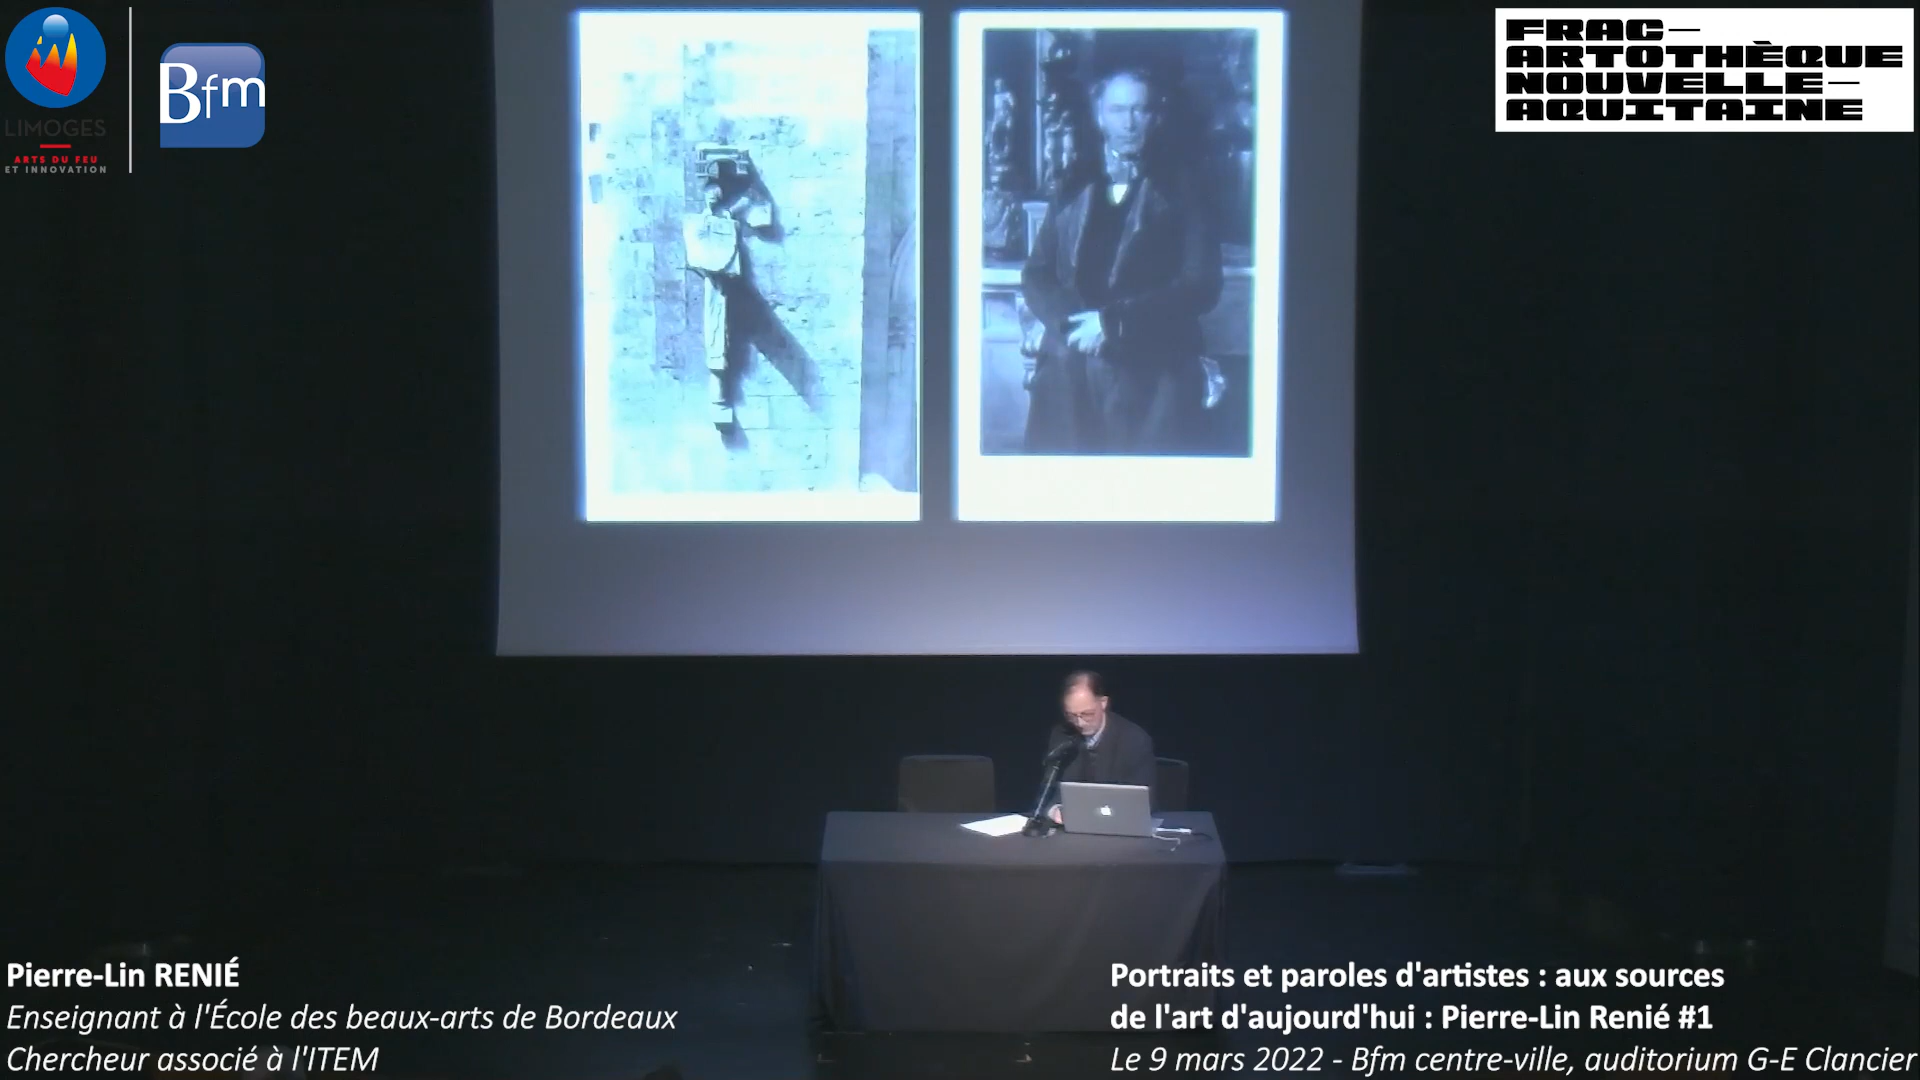 LIMOGES
ARTS DU FEU
ET INNOVATION
Bfm
FRAC—
ARTOTHÈQUE
NOUVELLE—
AQUITAINE
Pierre-Lin RENIÉ
Enseignant à l'École des beaux-arts de Bordeaux
Chercheur associé à l'ITEM
Portraits et paroles d'artistes : aux sources
de l'art d'aujourd'hui : Pierre-Lin Renié #1
Le 9 mars 2022 - Bfm centre-ville, auditorium G-E Clancier